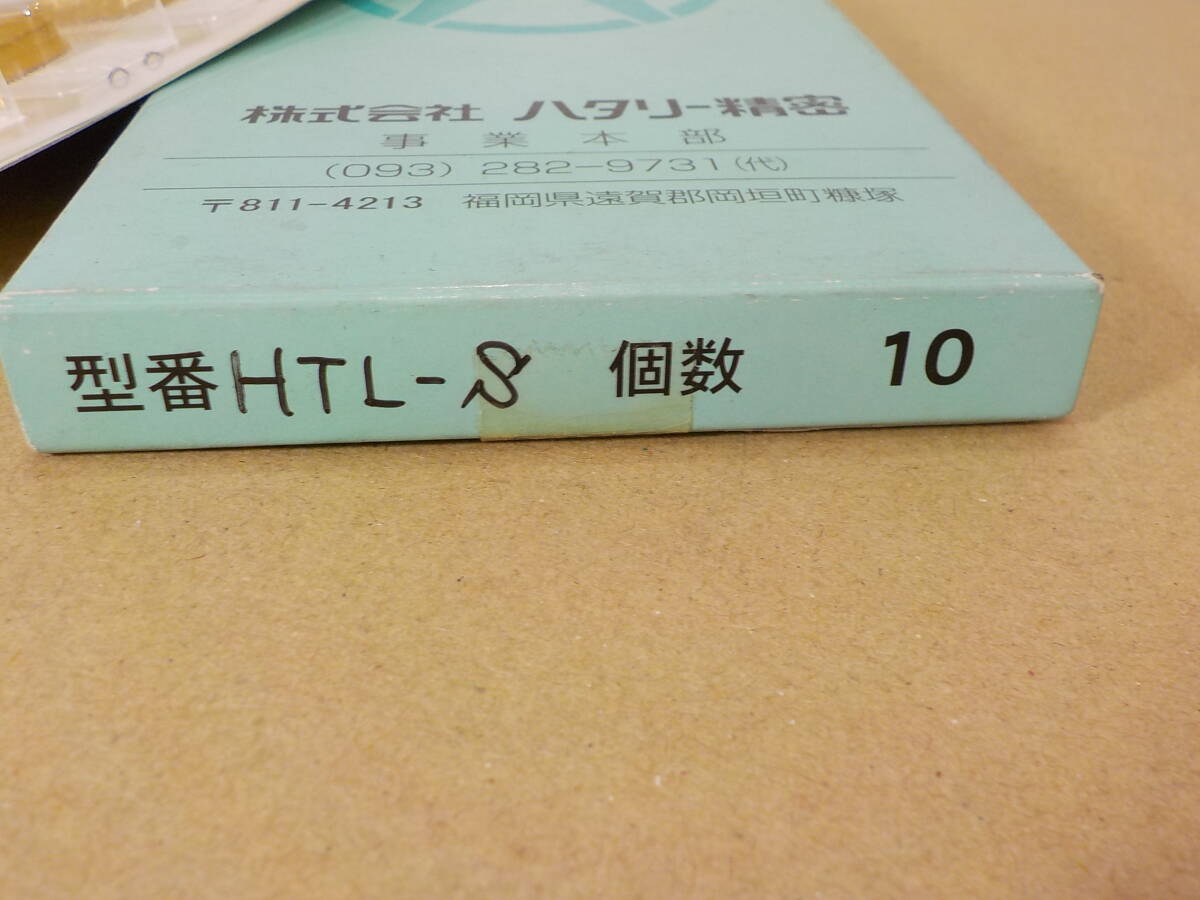 株式会社 ハタリー精密
事業本部
(093) 282-9731(代)
〒811-4213 福岡県遠賀郡岡垣町糠塚
型番HTL-S 個数 10